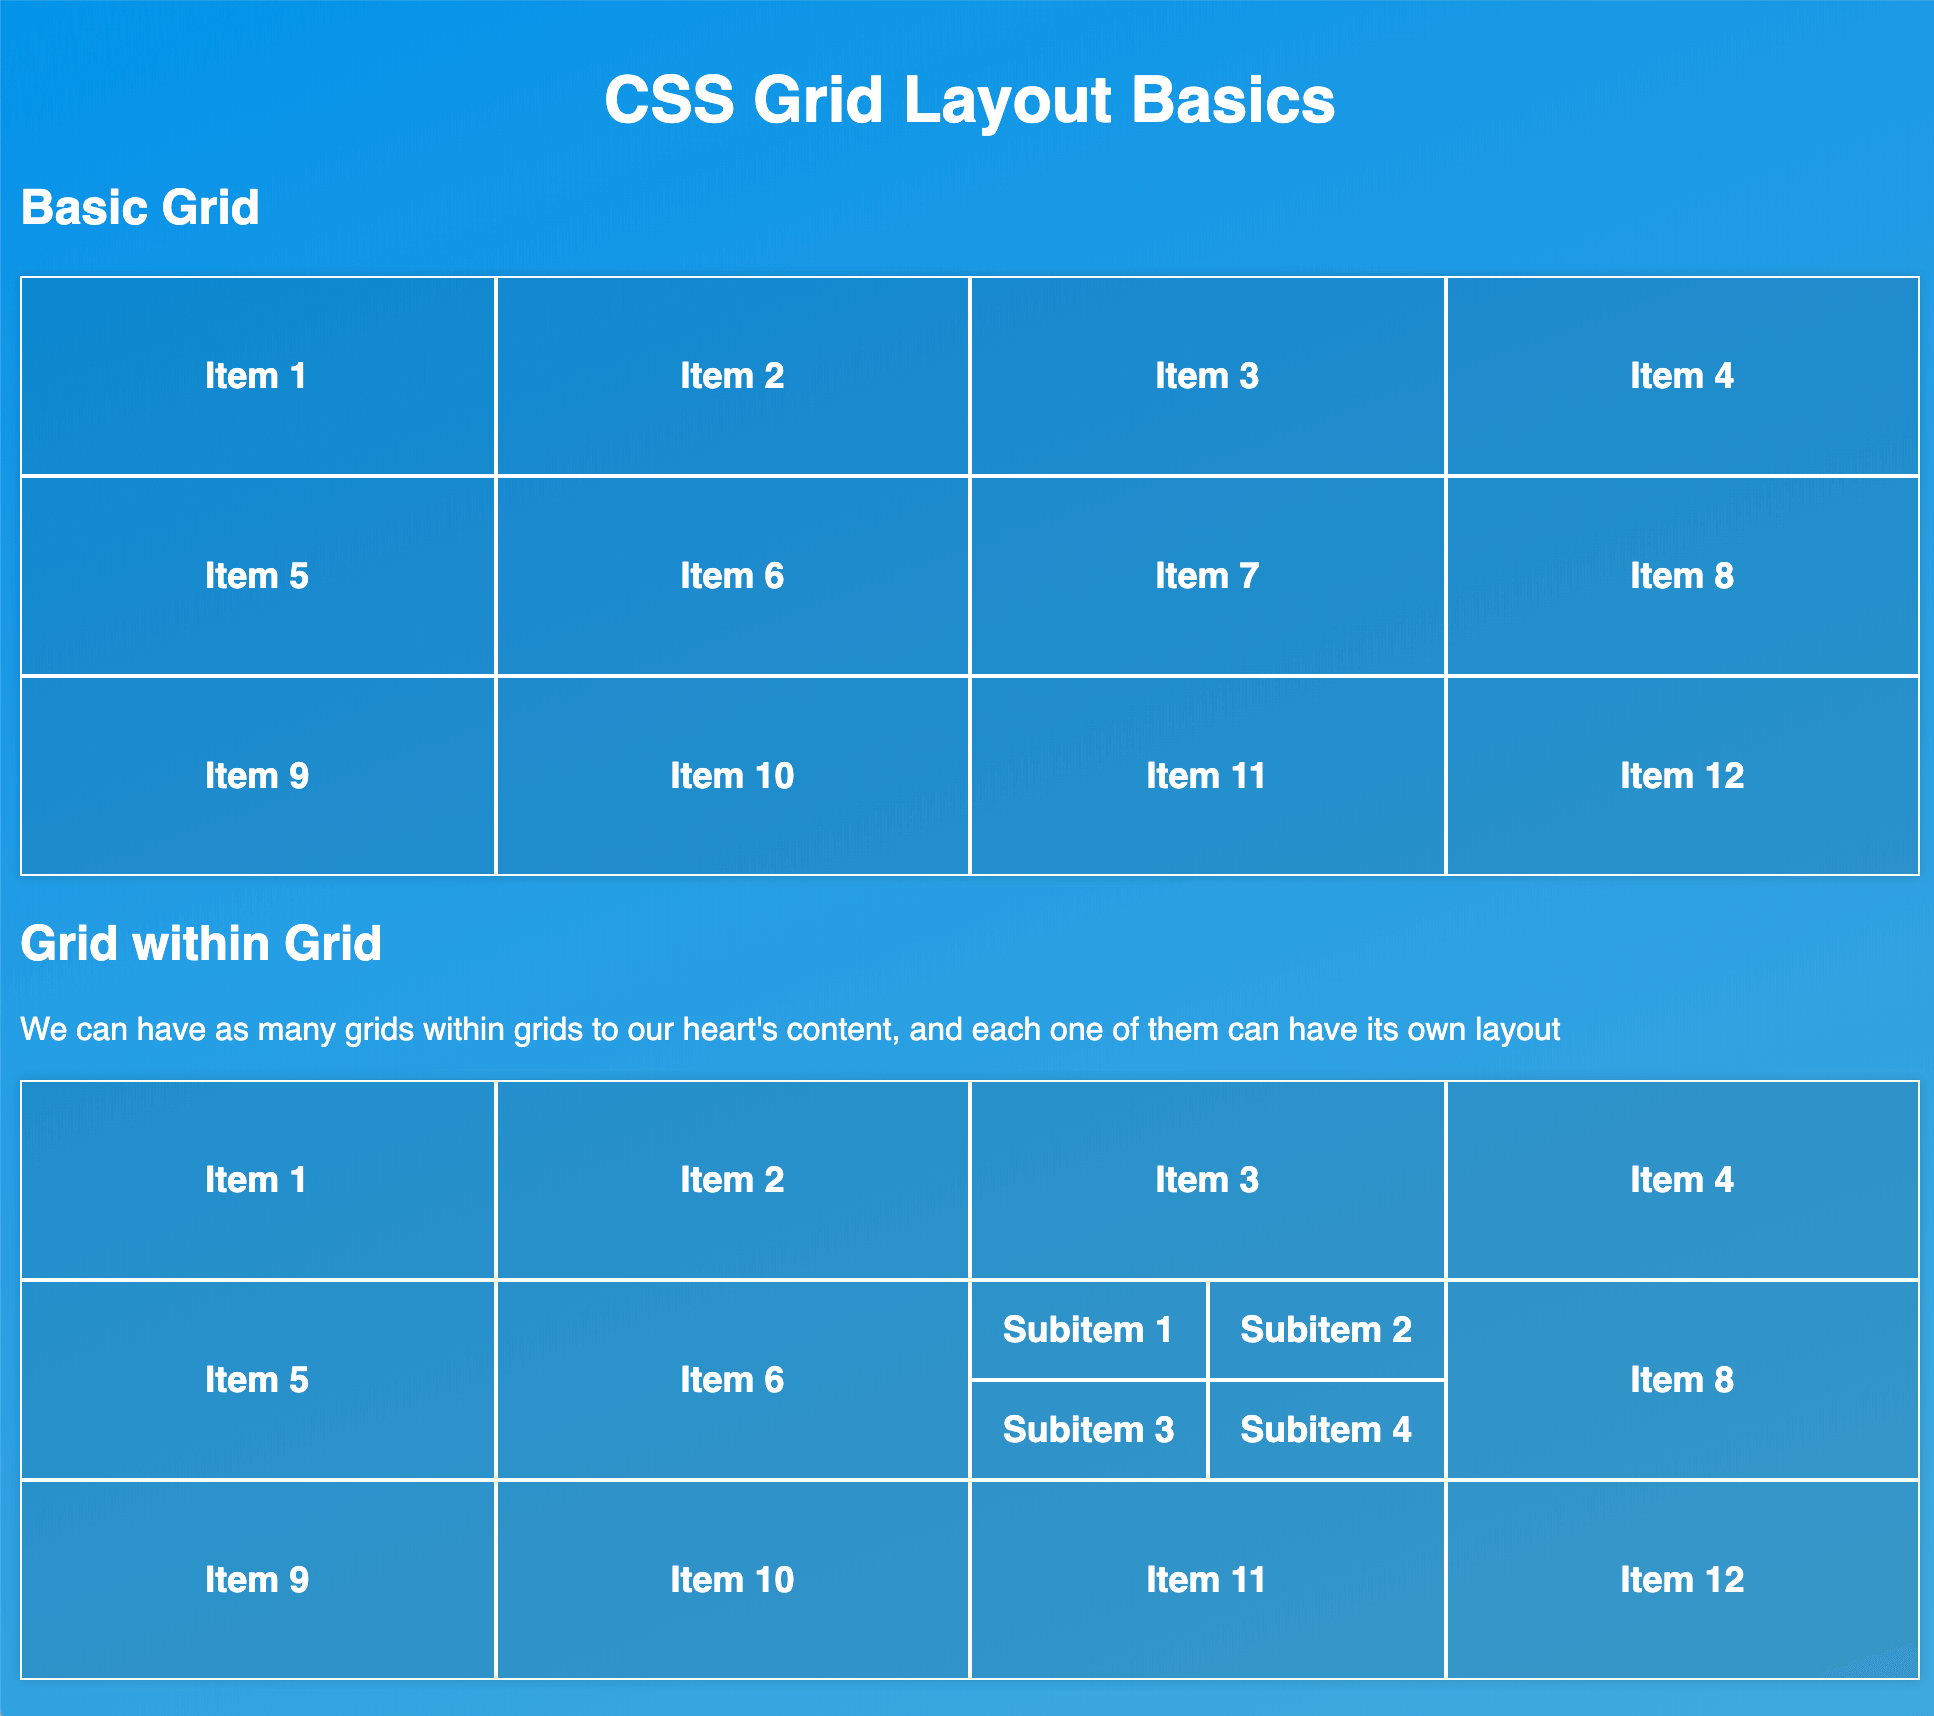 CSS Grid Layout Basics
Basic Grid
Item 1 Item 2 Item 3 Item 4
Item 5 Item 6 Item 7 Item 8
Item 9 Item 10 Item 11 Item 12
Grid within Grid
We can have as many grids within grids to our heart's content, and each one of them can have its own layout
Item 1 Item 2 Item 3 Item 4
Item 5 Item 6 Subitem 1 Subitem 2 Item 8
Subitem 3 Subitem 4
Item 9 Item 10 Item 11 Item 12